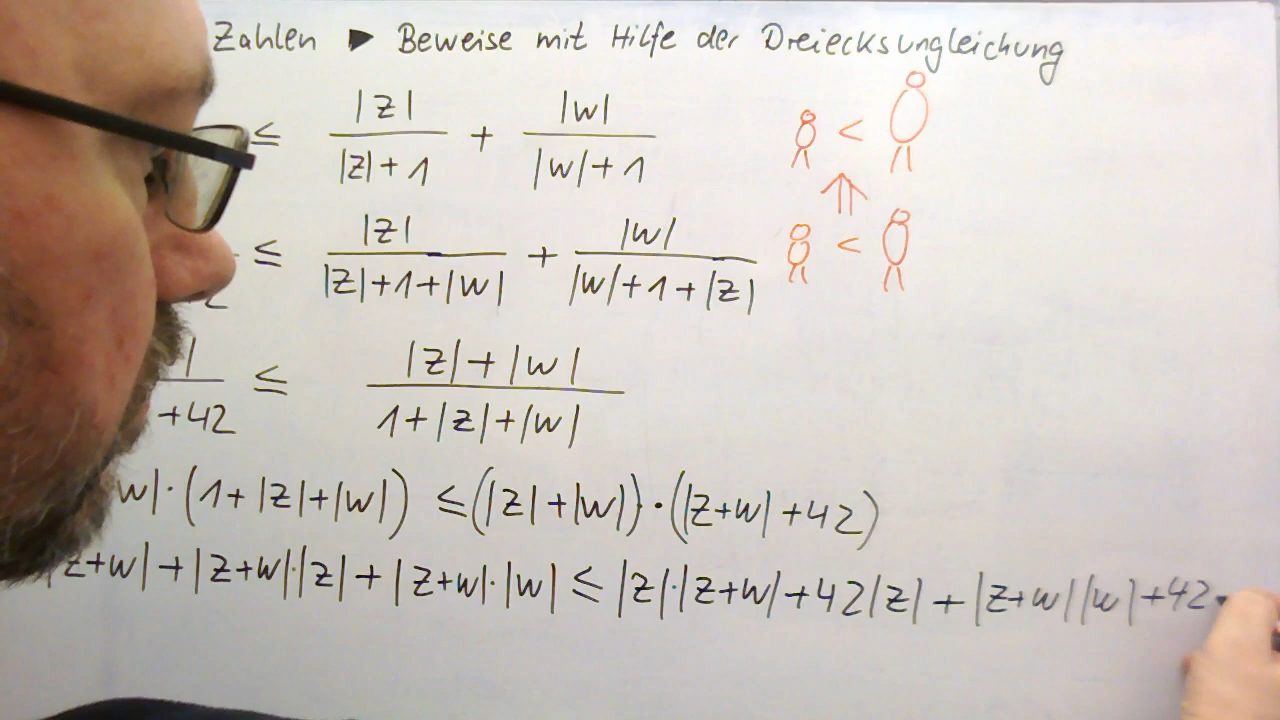 Zahlen ► Beweise mit Hilfe der Dreiecksungleichung
≤ |z| / |z|+1 + |w| / |w|+1
< 
≤ |z| / |z|+1+|w| + |w| / |w|+1+|z|
<
| / +42 ≤ |z|+|w| / 1+|z|+|w|
w|·(1+|z|+|w|) ≤ (|z|+|w|)·(|z+w|+42)
|z+w|+|z+w|·|z|+|z+w|·|w| ≤ |z|·|z+w|+42|z|+|z+w||w|+42·